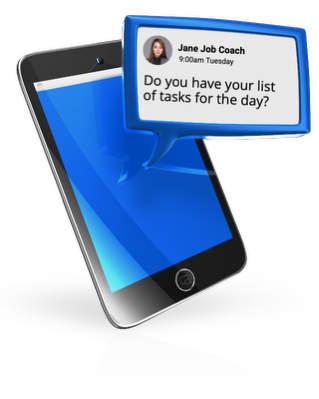 Jane Job Coach
9:00am Tuesday
Do you have your list
of tasks for the day?